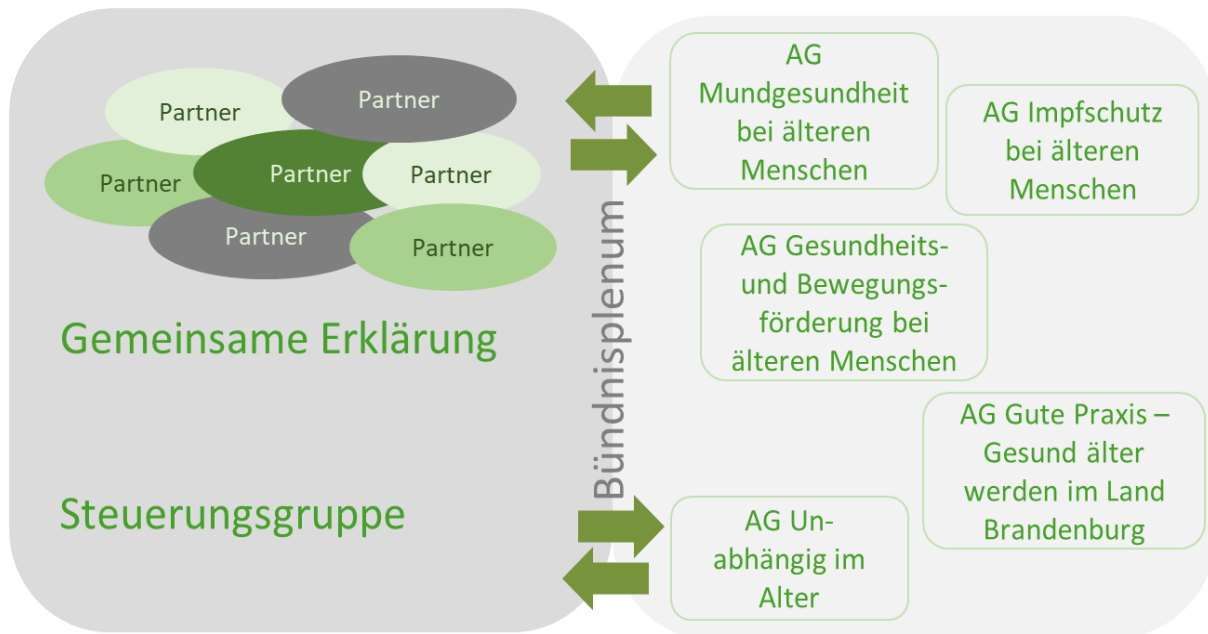 Partner
Partner
Partner
Partner
Partner
Partner
Partner
Gemeinsame Erklärung
Steuerungsgruppe
Bündnisplenum
AG
Mundgesundheit
bei älteren
Menschen
AG Impfschutz
bei älteren
Menschen
AG Gesundheits-
und Bewegungs-
förderung bei
älteren Menschen
AG Gute Praxis –
Gesund älter
werden im Land
Brandenburg
AG Un-
abhängig im
Alter